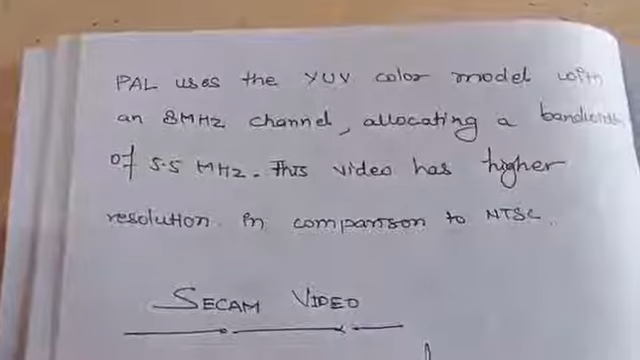 PAL uses the YUV color model with
an 8MHz channel, allocating a bandwidth
of 5.5 MHz. This video has higher
resolution in comparison to NTSC.
SECAM VIDEO